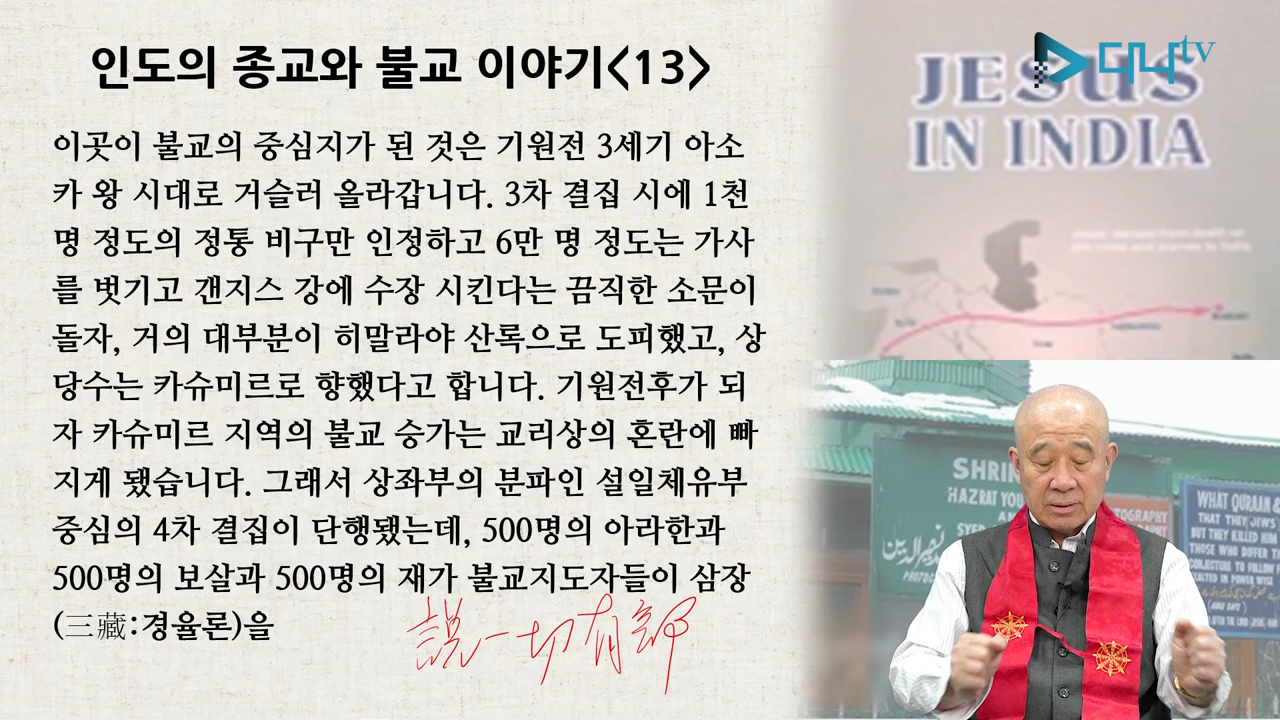 인도의 종교와 불교 이야기<13>
이곳이 불교의 중심지가 된 것은 기원전 3세기 아소
카 왕 시대로 거슬러 올라갑니다. 3차 결집 시에 1천
명 정도의 정통 비구만 인정하고 6만 명 정도는 가사
를 벗기고 갠지스 강에 수장 시킨다는 끔직한 소문이
돌자, 거의 대부분이 히말라야 산록으로 도피했고, 상
당수는 카슈미르로 향했다고 합니다. 기원전후가 되
자 카슈미르 지역의 불교 승가는 교리상의 혼란에 빠
지게 됐습니다. 그래서 상좌부의 분파인 설일체유부
중심의 4차 결집이 단행됐는데, 500명의 아라한과
500명의 보살과 500명의 재가 불교지도자들이 삼장
(三藏:경율론)을
説一切有部
tv
JESUS
IN INDIA
SHRIN
HAZRAT YOU
SYED
WHAT QURAAN
THAT THEY JEWS
BUT THEY KILLED HIM
THOSE WHO DIFFER
CONJECTURE TO FOLLOW
EXALTED IN POWER WISE